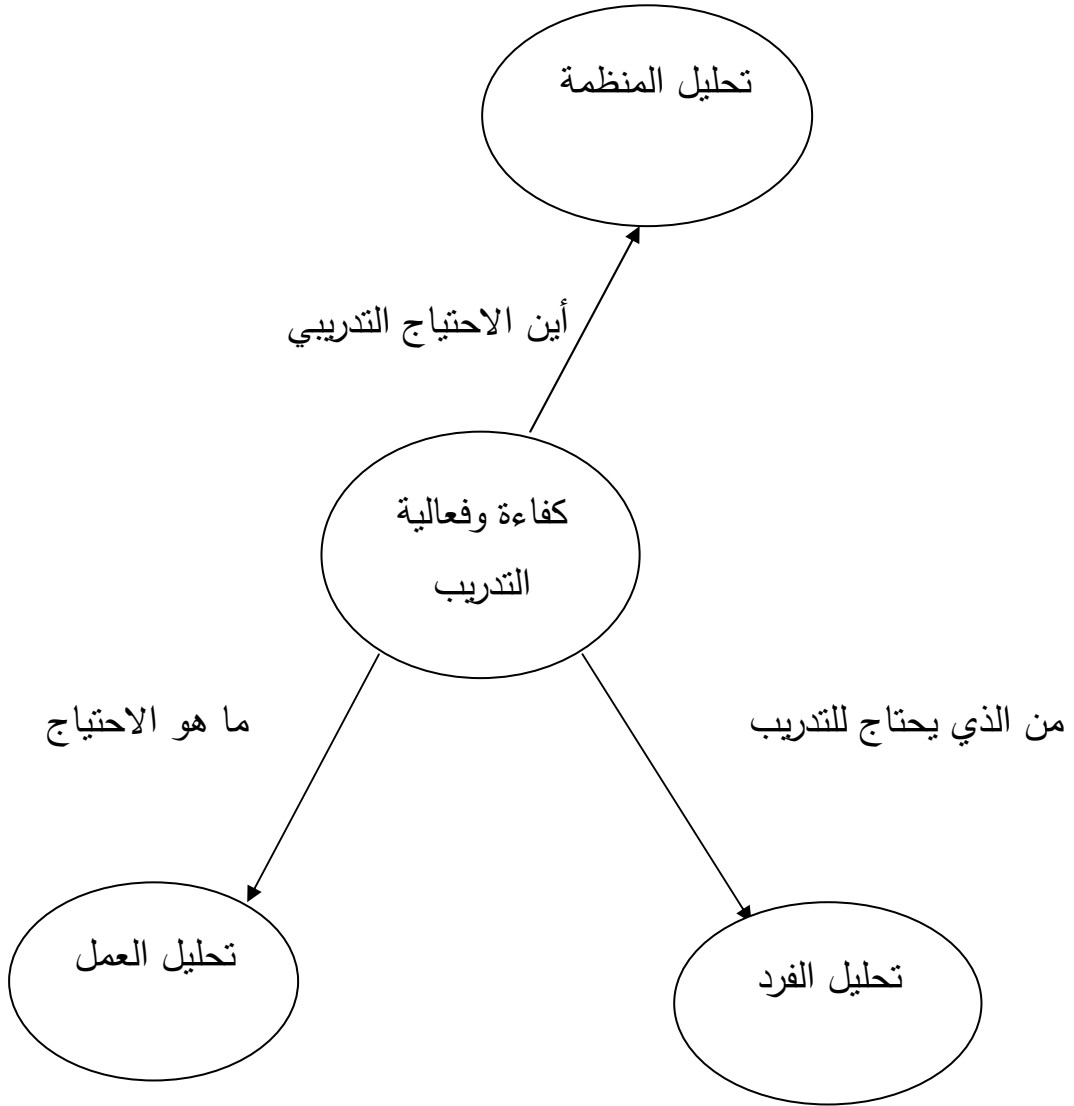 تحليل المنظمة
أين الاحتياج التدريبي
كفاءة وفعالية
التدريب
من الذي يحتاج للتدريب
ما هو الاحتياج
تحليل العمل
تحليل الفرد